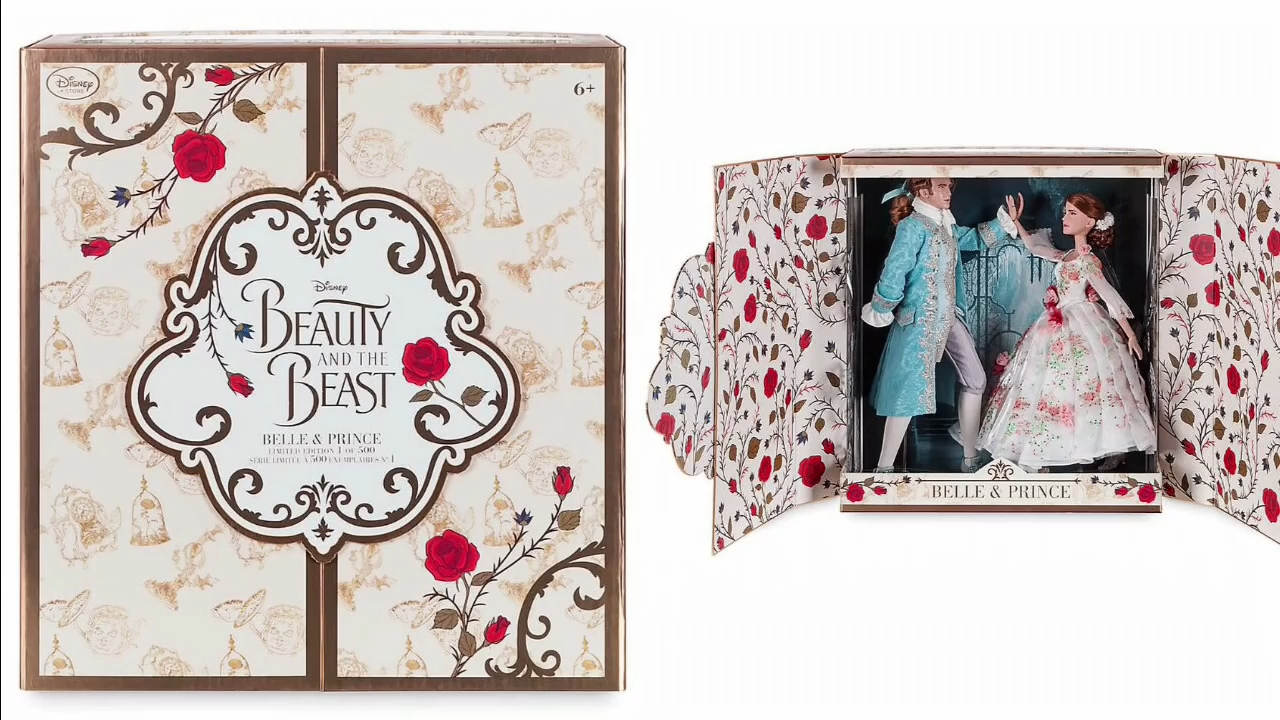 Disney
STORE
6+
Disney
BEAUTY
AND THE
BEAST
BELLE & PRINCE
LIMITED EDITION 1 OF 500
SÉRIE LIMITÉE À 500 EXEMPLAIRES N° 1
BELLE & PRINCE